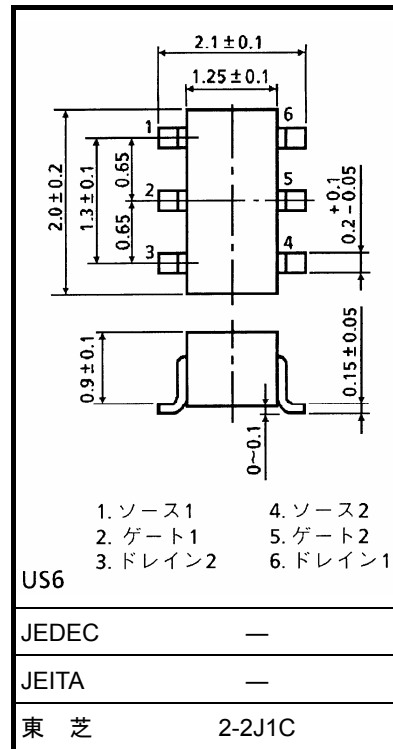 2.1±0.1
1.25±0.1
1
6
2
5
3
4
2.0±0.2
1.3±0.1
0.65
0.65
+0.1
0.2-0.05
0.9±0.1
0.15±0.05
0~0.1
1. ソース1 4. ソース2
2. ゲート1 5. ゲート2
3. ドレイン2 6. ドレイン1
US6
JEDEC —
JEITA —
東 芝 2-2J1C